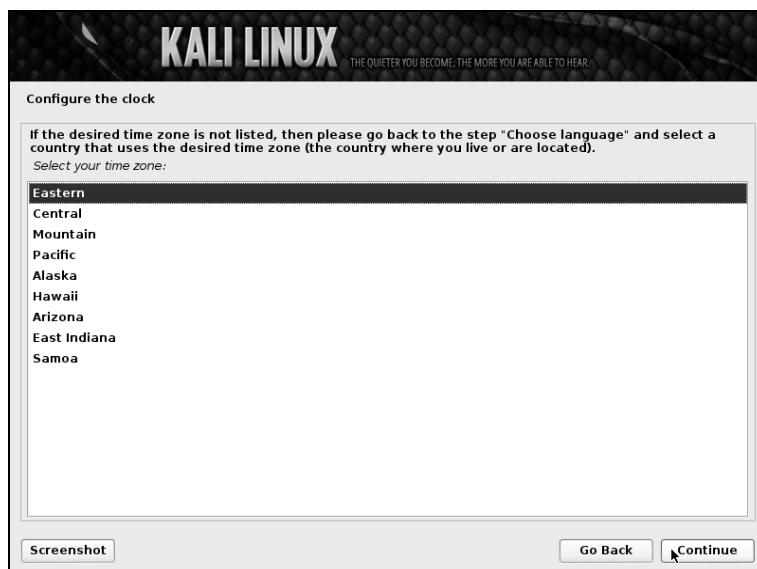 KALI LINUX
THE QUIETER YOU BECOME, THE MORE YOU ARE ABLE TO HEAR.
Configure the clock
If the desired time zone is not listed, then please go back to the step "Choose language" and select a
country that uses the desired time zone (the country where you live or are located).
Select your time zone:
Eastern
Central
Mountain
Pacific
Alaska
Hawaii
Arizona
East Indiana
Samoa
Screenshot
Go Back
Continue